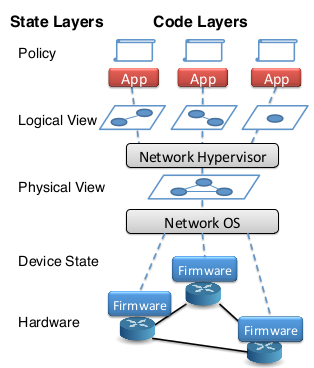 State Layers Code Layers
Policy
App App App
Logical View
Network Hypervisor
Physical View
Network OS
Device State
Firmware
Firmware
Firmware
Hardware